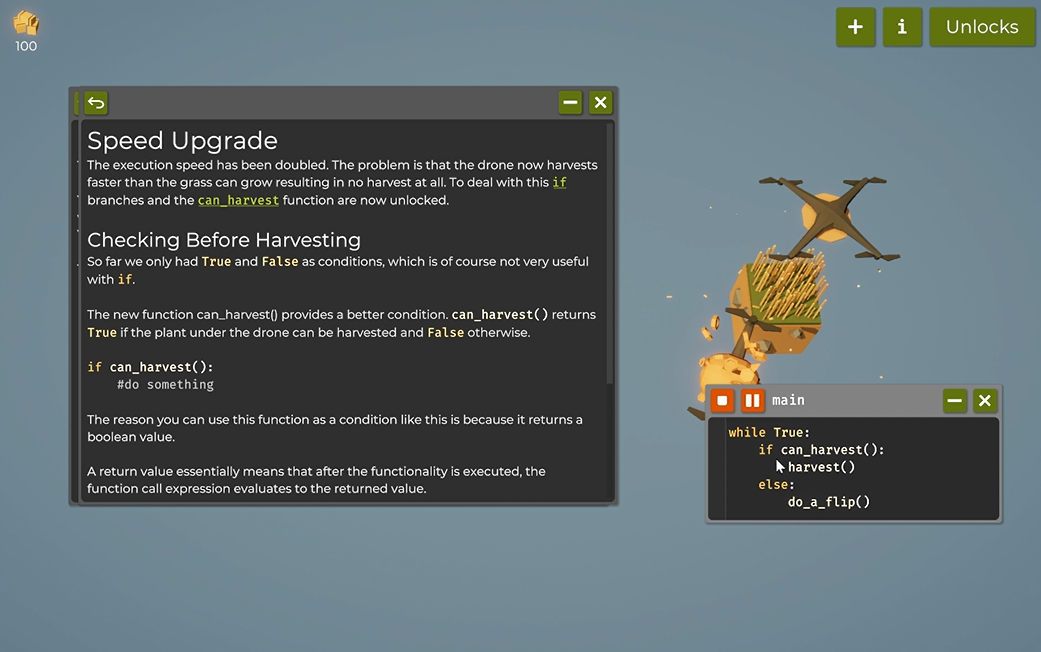 100
+
i
Unlocks
Speed Upgrade
The execution speed has been doubled. The problem is that the drone now harvests
faster than the grass can grow resulting in no harvest at all. To deal with this if
branches and the can_harvest function are now unlocked.
Checking Before Harvesting
So far we only had True and False as conditions, which is of course not very useful
with if.
The new function can_harvest() provides a better condition. can_harvest() returns
True if the plant under the drone can be harvested and False otherwise.
if can_harvest():
    #do something
The reason you can use this function as a condition like this is because it returns a
boolean value.
A return value essentially means that after the functionality is executed, the
function call expression evaluates to the returned value.
main
while True:
    if can_harvest():
        harvest()
    else:
        do_a_flip()